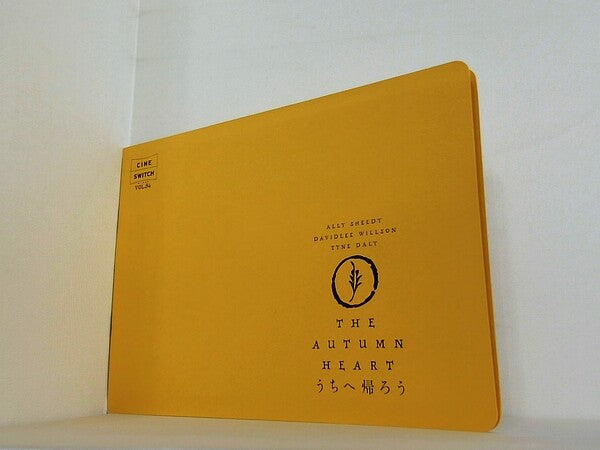 CINE
SWITCH
VOL.84
ALLY SHEEDY
DAVIDLEE WILLSON
TYNE DALY
THE
AUTUMN
HEART
うちへ帰ろう